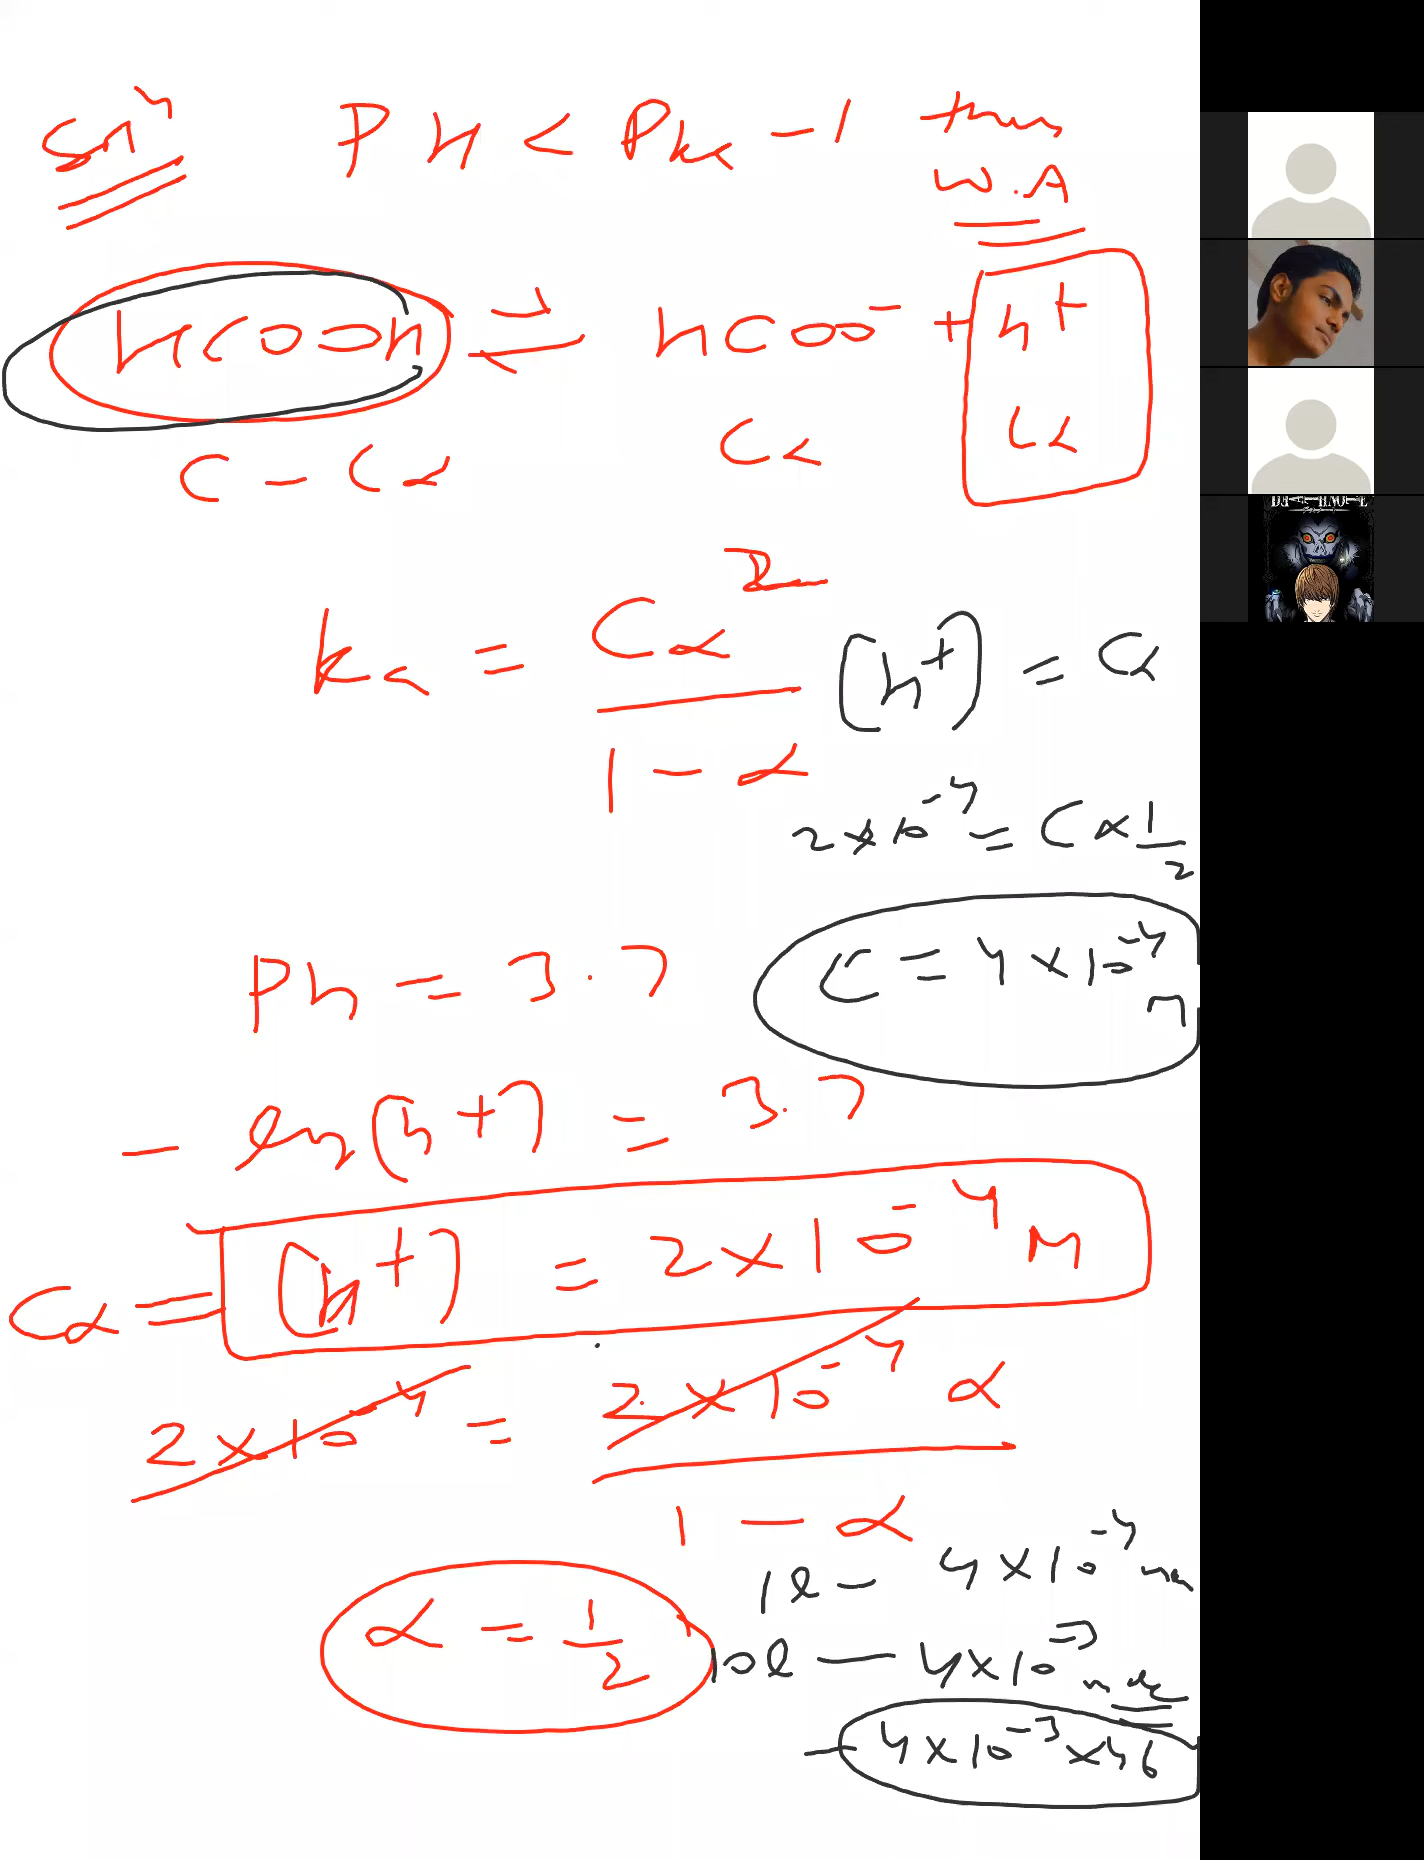 Sol^n PH < Pka - 1 thus
W.A
HCOOH ⇌ HCOO⁻ + H⁺
C - Cα Cα Cα
ka = Cα² / 1 - α
[H⁺] = Cα
2×10⁻⁴ = C × 1/2
C = 4×10⁻⁴ M
PH = 3.7
- log[H+] = 3.7
Cα = [H+] = 2×10⁻⁴ M
2×10⁻⁴ = 2×10⁻⁴ α / 1 - α
α = 1/2
1l - 4×10⁻⁴
10l — 4×10⁻³ mole
- 4×10⁻³×46